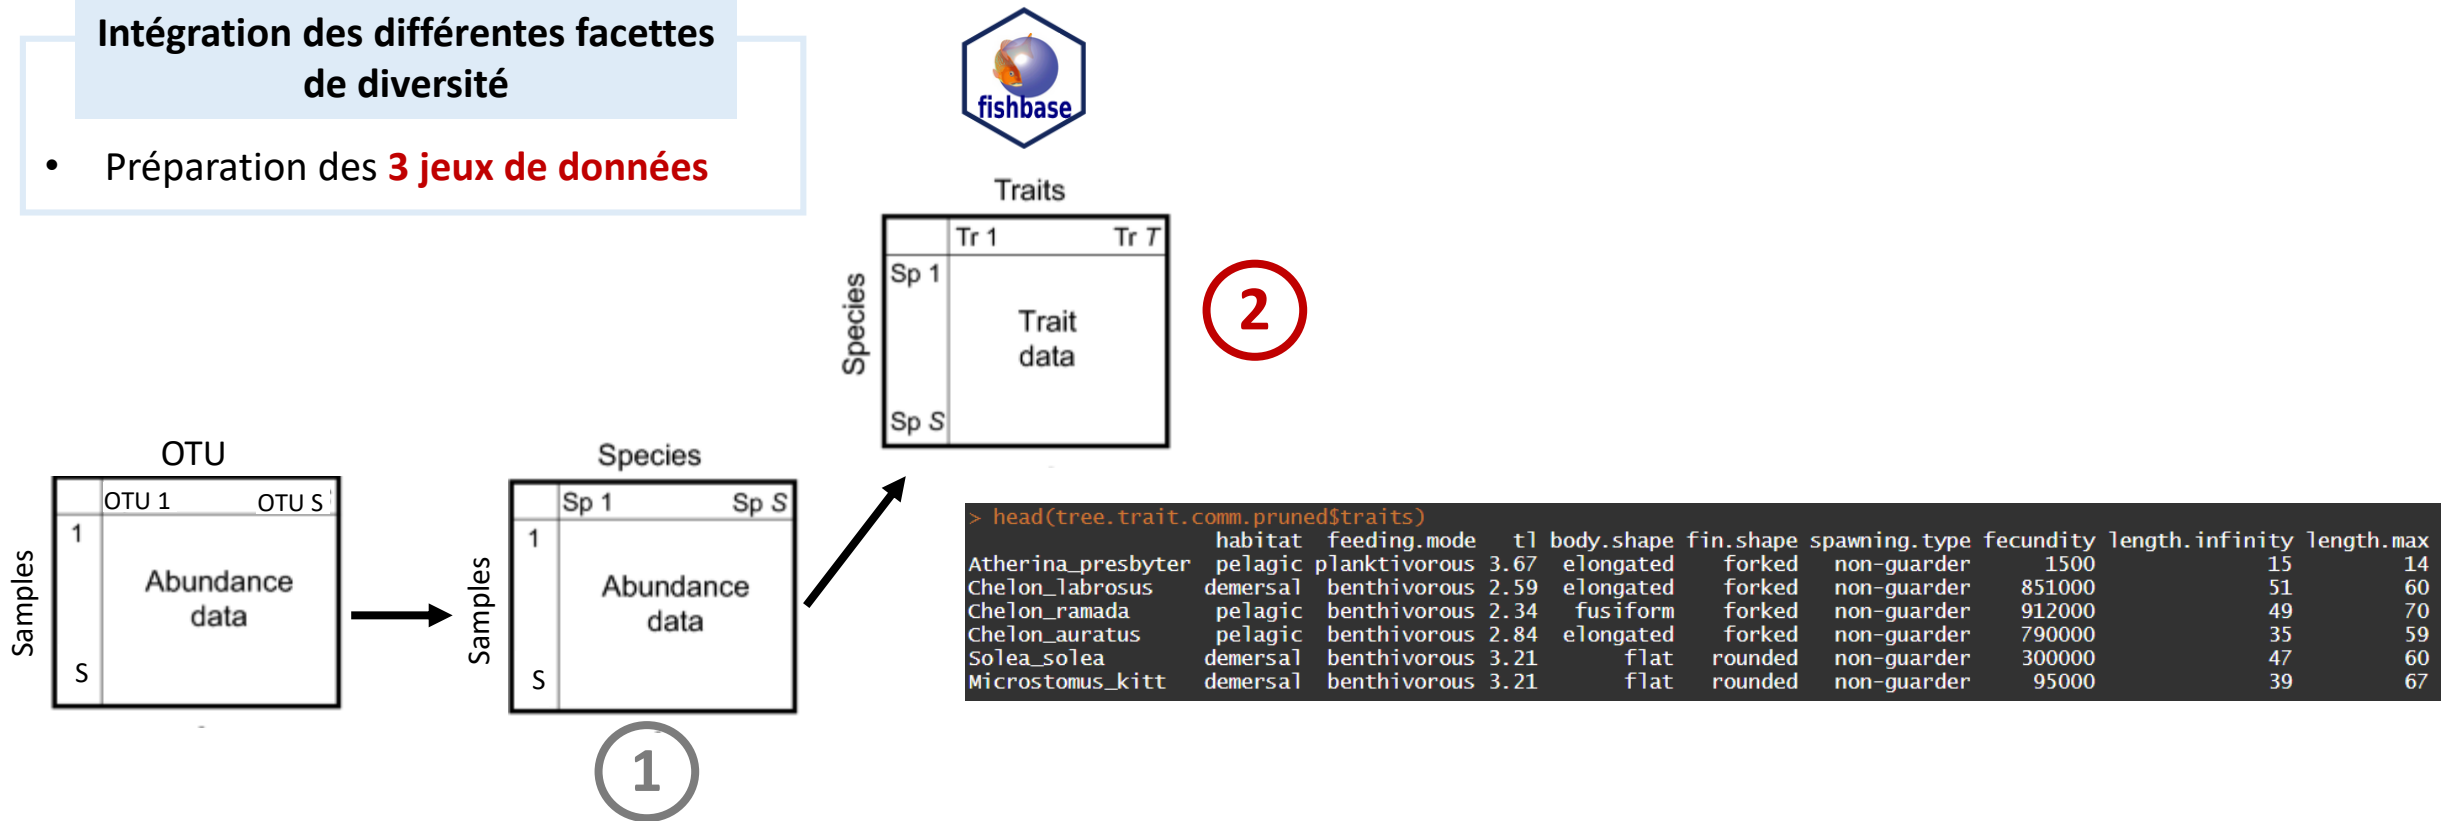 Intégration des différentes facettes
de diversité
• Préparation des 3 jeux de données
fishbase
Traits
Tr 1 Tr T
Sp 1
Species
Trait
data
Sp S
2
OTU
OTU 1 OTU S
1
Samples
Abundance
data
S
Species
Sp 1 Sp S
1
Samples
Abundance
data
S
1
> head(tree.trait.comm.pruned$traits)
habitat feeding.mode tl body.shape fin.shape spawning.type fecundity length.infinity length.max
Atherina_presbyter pelagic planktivorous 3.67 elongated forked non-guarder 1500 15 14
Chelon_labrosus demersal benthivorous 2.59 elongated forked non-guarder 851000 51 60
Chelon_ramada pelagic benthivorous 2.34 fusiform forked non-guarder 912000 49 70
Chelon_auratus pelagic benthivorous 2.84 elongated forked non-guarder 790000 35 59
Solea_solea demersal benthivorous 3.21 flat rounded non-guarder 300000 47 60
Microstomus_kitt demersal benthivorous 3.21 flat rounded non-guarder 95000 39 67